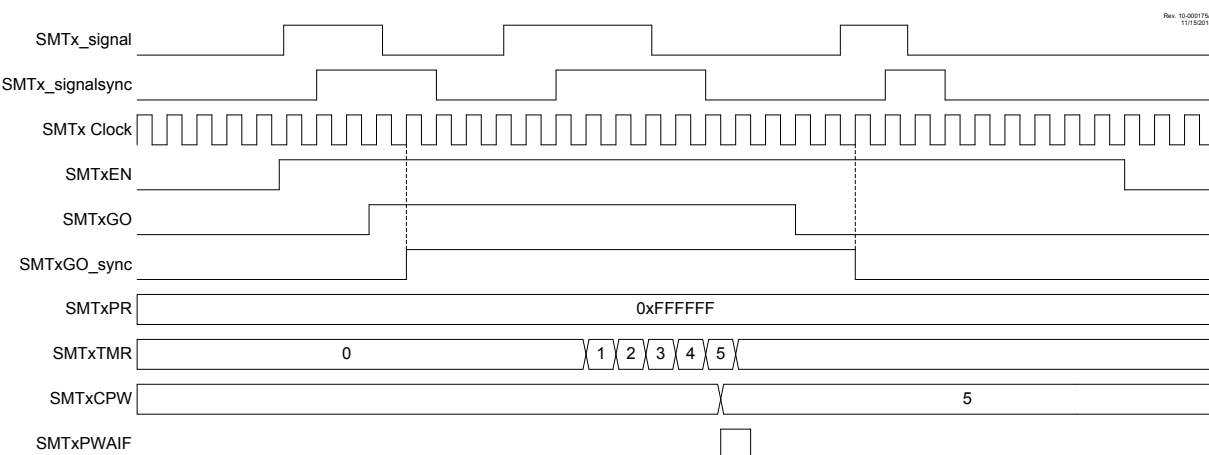 Rev. 10-000175
11/15/201
SMTx_signal
SMTx_signalsync
SMTx Clock
SMTxEN
SMTxGO
SMTxGO_sync
SMTxPR 0xFFFFFF
SMTxTMR 0 1 2 3 4 5
SMTxCPW 5
SMTxPWAIF